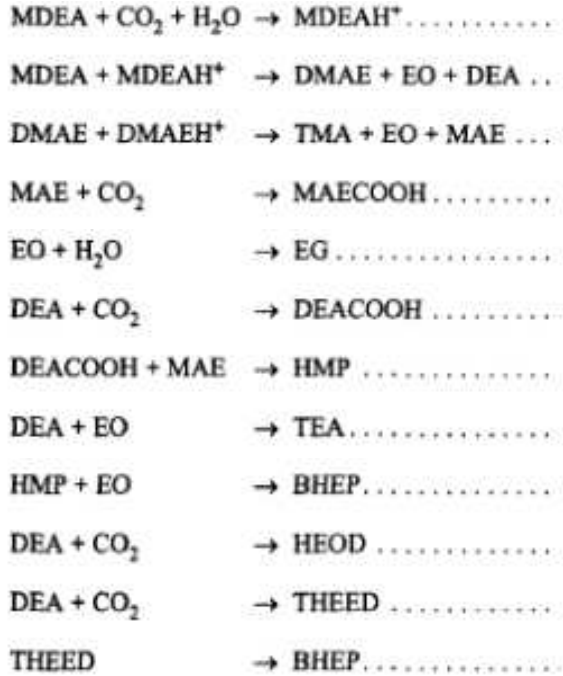 MDEA + CO₂ + H₂O → MDEAH⁺............
MDEA + MDEAH⁺ → DMAE + EO + DEA ..
DMAE + DMAEH⁺ → TMA + EO + MAE ...
MAE + CO₂ → MAECOOH.........
EO + H₂O → EG................
DEA + CO₂ → DEACOOH .........
DEACOOH + MAE → HMP .............
DEA + EO → TEA...............
HMP + EO → BHEP..............
DEA + CO₂ → HEOD ............
DEA + CO₂ → THEED ...........
THEED → BHEP..............